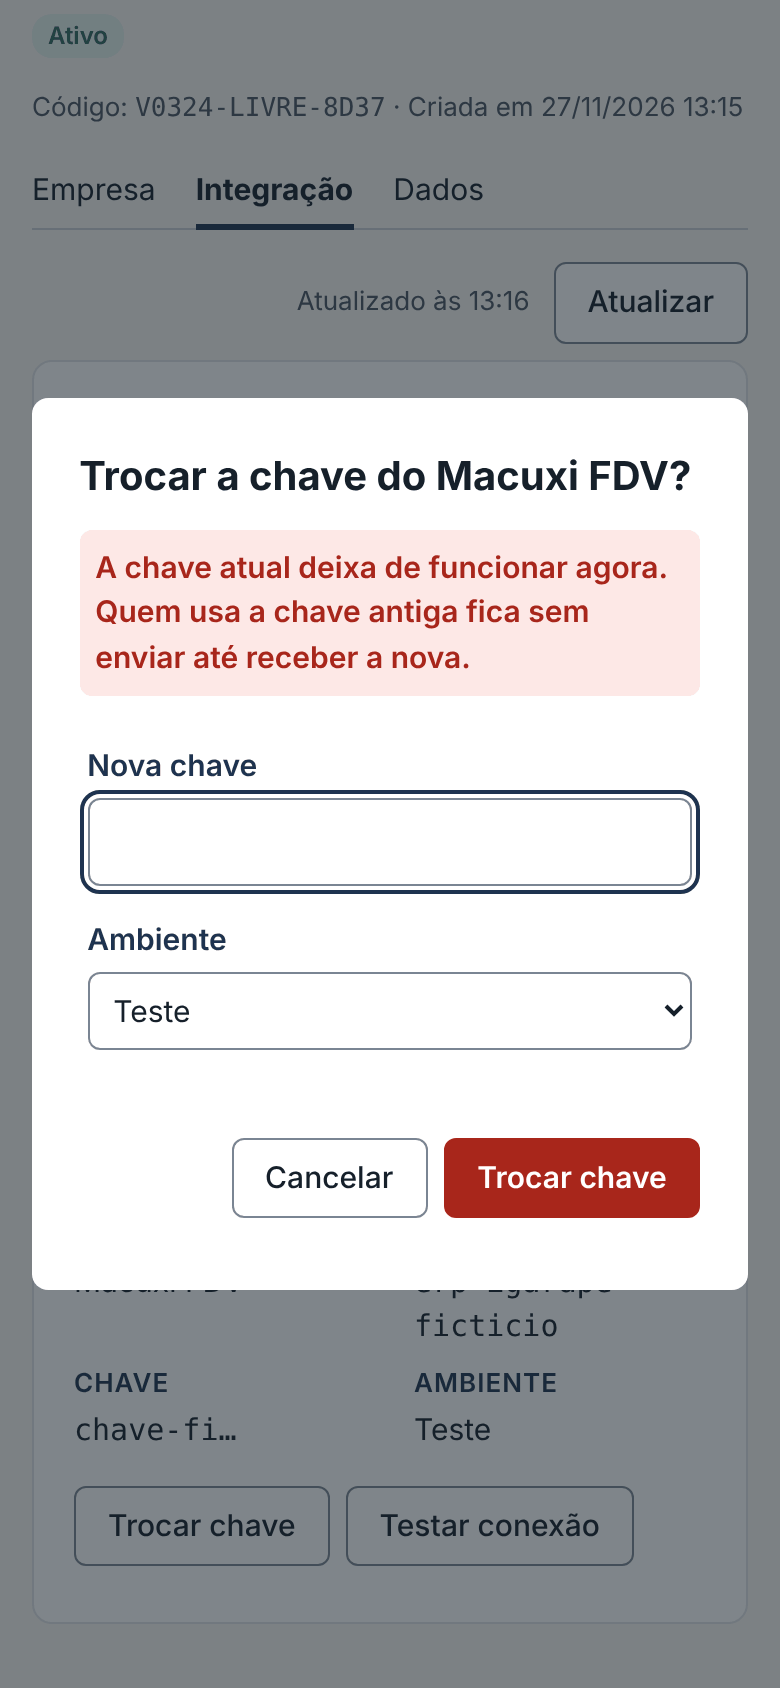 Ativo
Código: V0324-LIVRE-8D37 · Criada em 27/11/2026 13:15
Empresa Integração Dados
Atualizado às 13:16 Atualizar
Trocar a chave do Macuxi FDV?
A chave atual deixa de funcionar agora.
Quem usa a chave antiga fica sem
enviar até receber a nova.
Nova chave
Ambiente
Teste
Cancelar Trocar chave
ficticio
CHAVE AMBIENTE
chave-fi… Teste
Trocar chave Testar conexão